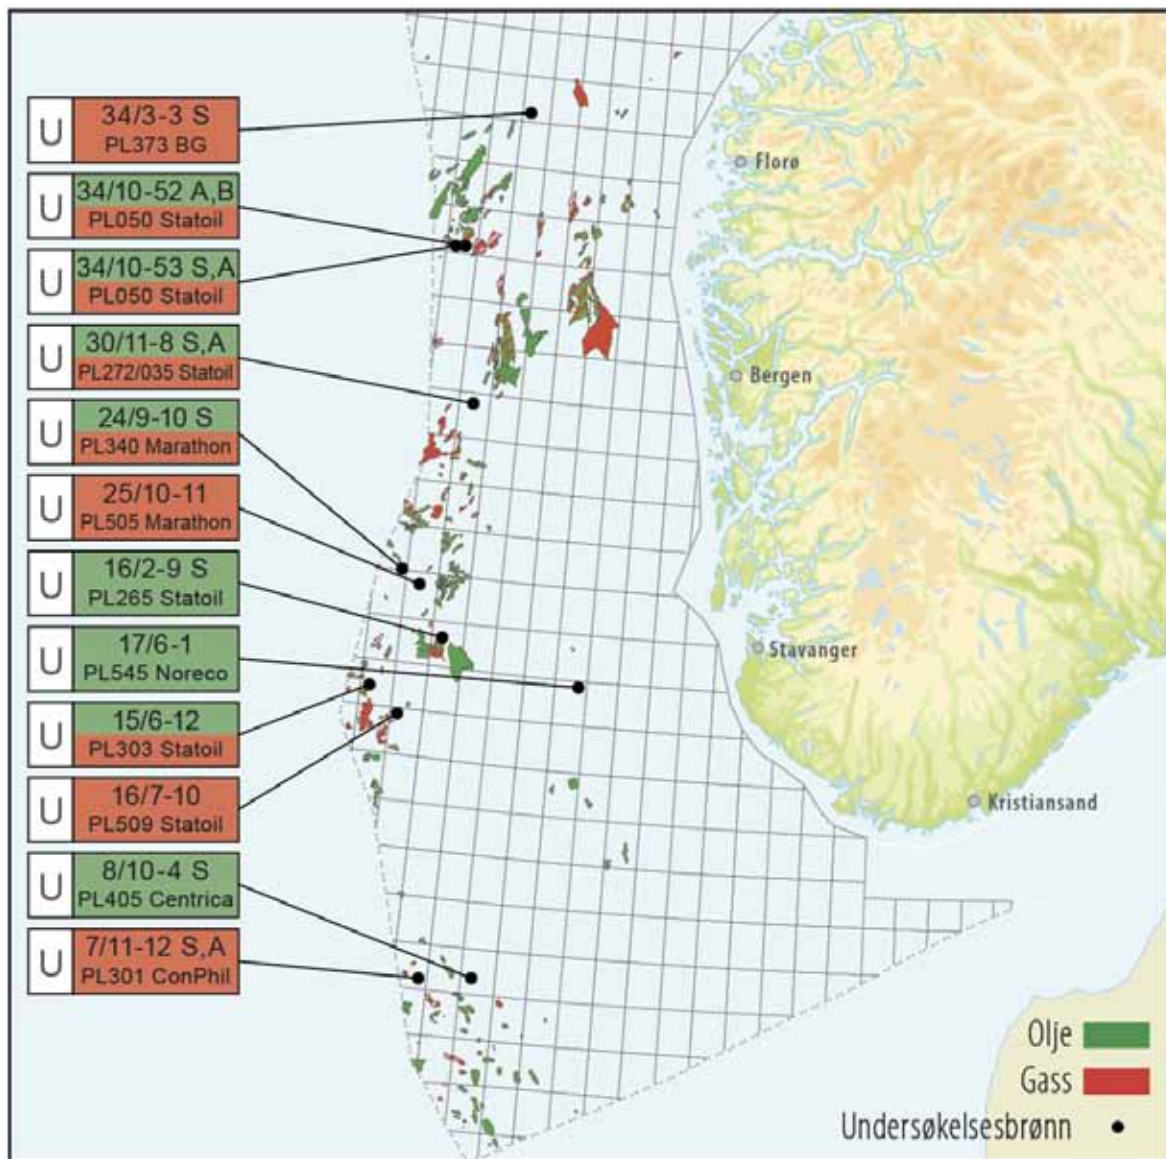 U
34/3-3 S
PL373 BG
U
34/10-52 A,B
PL050 Statoil
U
34/10-53 S,A
PL050 Statoil
U
30/11-8 S,A
PL272/035 Statoil
U
24/9-10 S
PL340 Marathon
U
25/10-11
PL505 Marathon
U
16/2-9 S
PL265 Statoil
U
17/6-1
PL545 Noreco
U
15/6-12
PL303 Statoil
U
16/7-10
PL509 Statoil
U
8/10-4 S
PL405 Centrica
U
7/11-12 S,A
PL301 ConPhil
Florø
Bergen
Stavanger
Kristiansand
Olje
Gass
Undersøkelsesbrønn